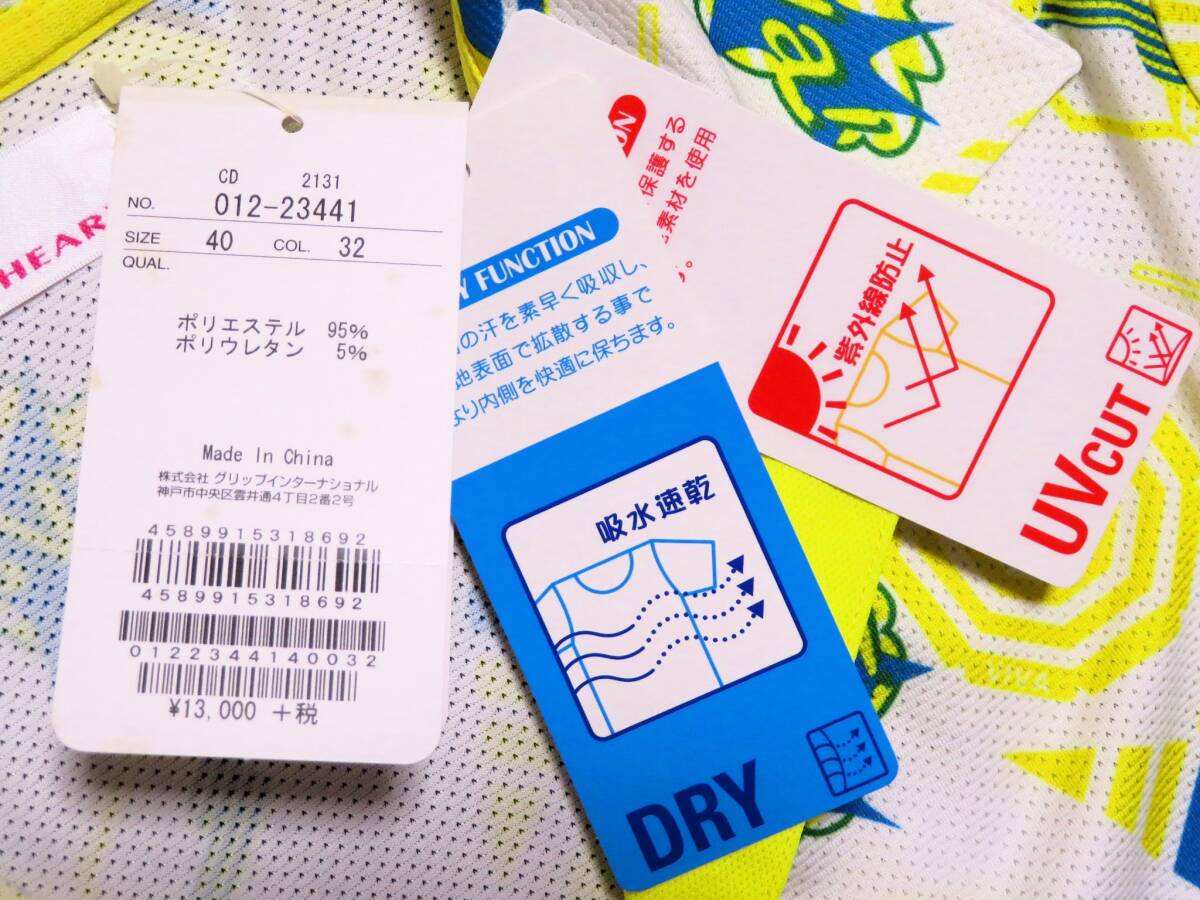 HEAR
CD 2131
NO. 012-23441
SIZE 40 COL. 32
QUAL.
ポリエステル 95%
ポリウレタン 5%
Made In China
株式会社 グリップインターナショナル
神戸市中央区雲井通4丁目2番2号
4589915318692
4589915318692
0122344140032
¥13,000 +税
Y FUNCTION
の汗を素早く吸収し、
地表面で拡散する事で
より内側を快適に保ちます。
吸水速乾
DRY
ON
保護する
素材を使用
す。
紫外線防止
UVCUT
VIVA